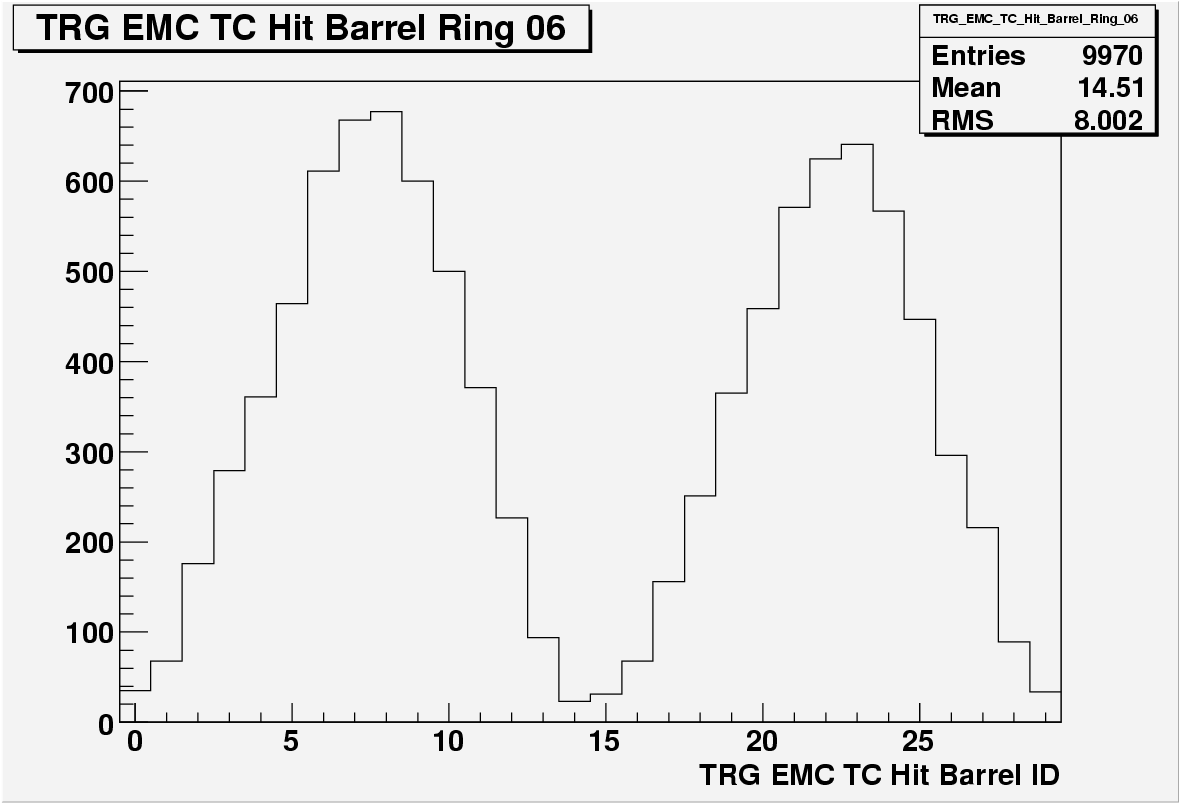 TRG EMC TC Hit Barrel Ring 06
TRG_EMC_TC_Hit_Barrel_Ring_06
Entries 9970
Mean 14.51
RMS 8.002
700
600
500
400
300
200
100
0
0 5 10 15 20 25
TRG EMC TC Hit Barrel ID